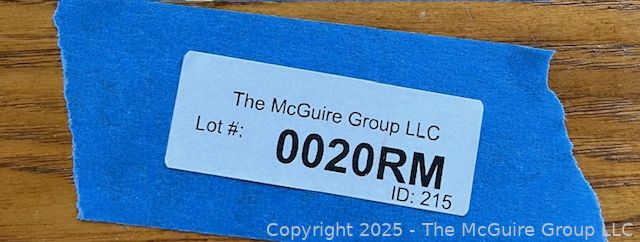 The McGuire Group LLC
Lot #:
0020RM
ID: 215
Copyright 2025 - The McGuire Group LLC